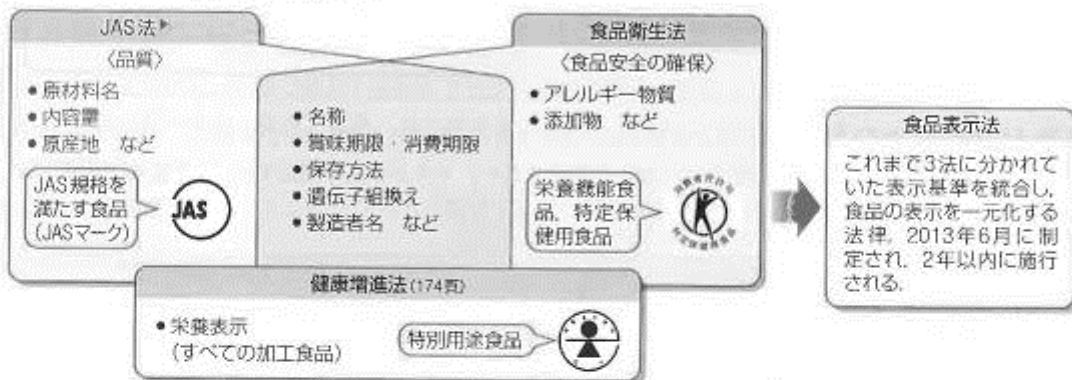 JAS法▶
〈品質〉
●原材料名
●内容量
●原産地 など
JAS規格を
満たす食品
(JASマーク)
JAS
●名称
●賞味期限・消費期限
●保存方法
●遺伝子組換え
●製造者名 など
食品衛生法
〈食品安全の確保〉
●アレルギー物質
●添加物 など
栄養機能食
品,特定保
健用食品
健康増進法(174頁)
●栄養表示
(すべての加工食品)
特別用途食品
食品表示法
これまで3法に分かれて
いた表示基準を統合し,
食品の表示を一元化する
法律。2013年6月に制
定され,2年以内に施行
される。